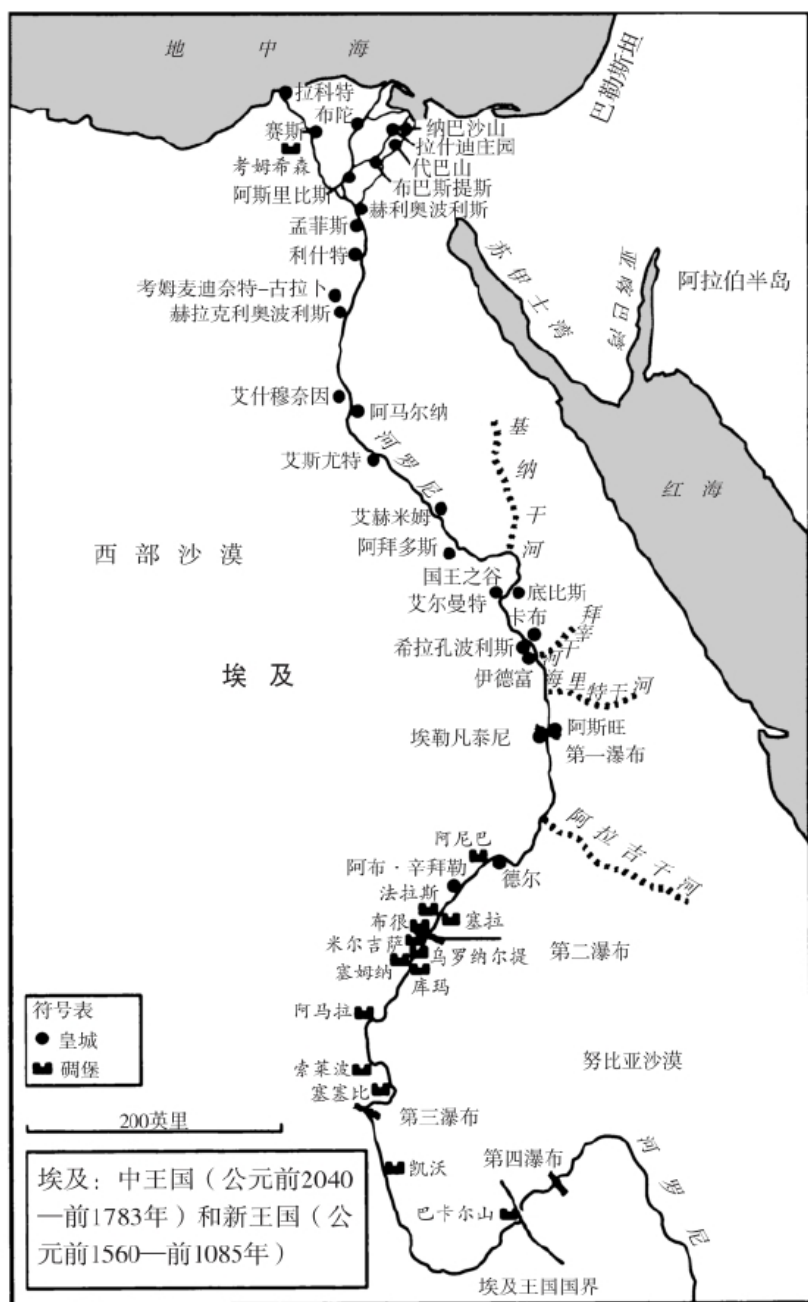 地中海
巴勒斯坦
拉科特
布陀
赛斯
纳巴沙山
拉什迪庄园
考姆希森
代巴山
阿斯里比斯
布巴斯提斯
赫利奥波利斯
孟菲斯
利什特
苏伊士湾
亚喀巴湾
阿拉伯半岛
考姆麦迪奈特-古拉卜
赫拉克利奥波利斯
艾什穆奈因
阿马尔纳
河罗尼
基纳干河
艾斯尤特
红海
艾赫米姆
西部沙漠
阿拜多斯
国王之谷
艾尔曼特
底比斯
卡布
拜宰干河
希拉孔波利斯
埃及
伊德富
海里特干河
埃勒凡泰尼
阿斯旺
第一瀑布
阿尼巴
阿拉吉干河
阿布·辛拜勒
德尔
法拉斯
布很
塞拉
米尔吉萨
乌罗纳尔提
第二瀑布
塞姆纳
库玛
阿马拉
符号表
皇城
碉堡
索莱波
努比亚沙漠
塞塞比
200英里
第三瀑布
河罗尼
埃及：中王国（公元前2040
—前1783年）和新王国（公
元前1560—前1085年）
凯沃
第四瀑布
巴卡尔山
埃及王国国界